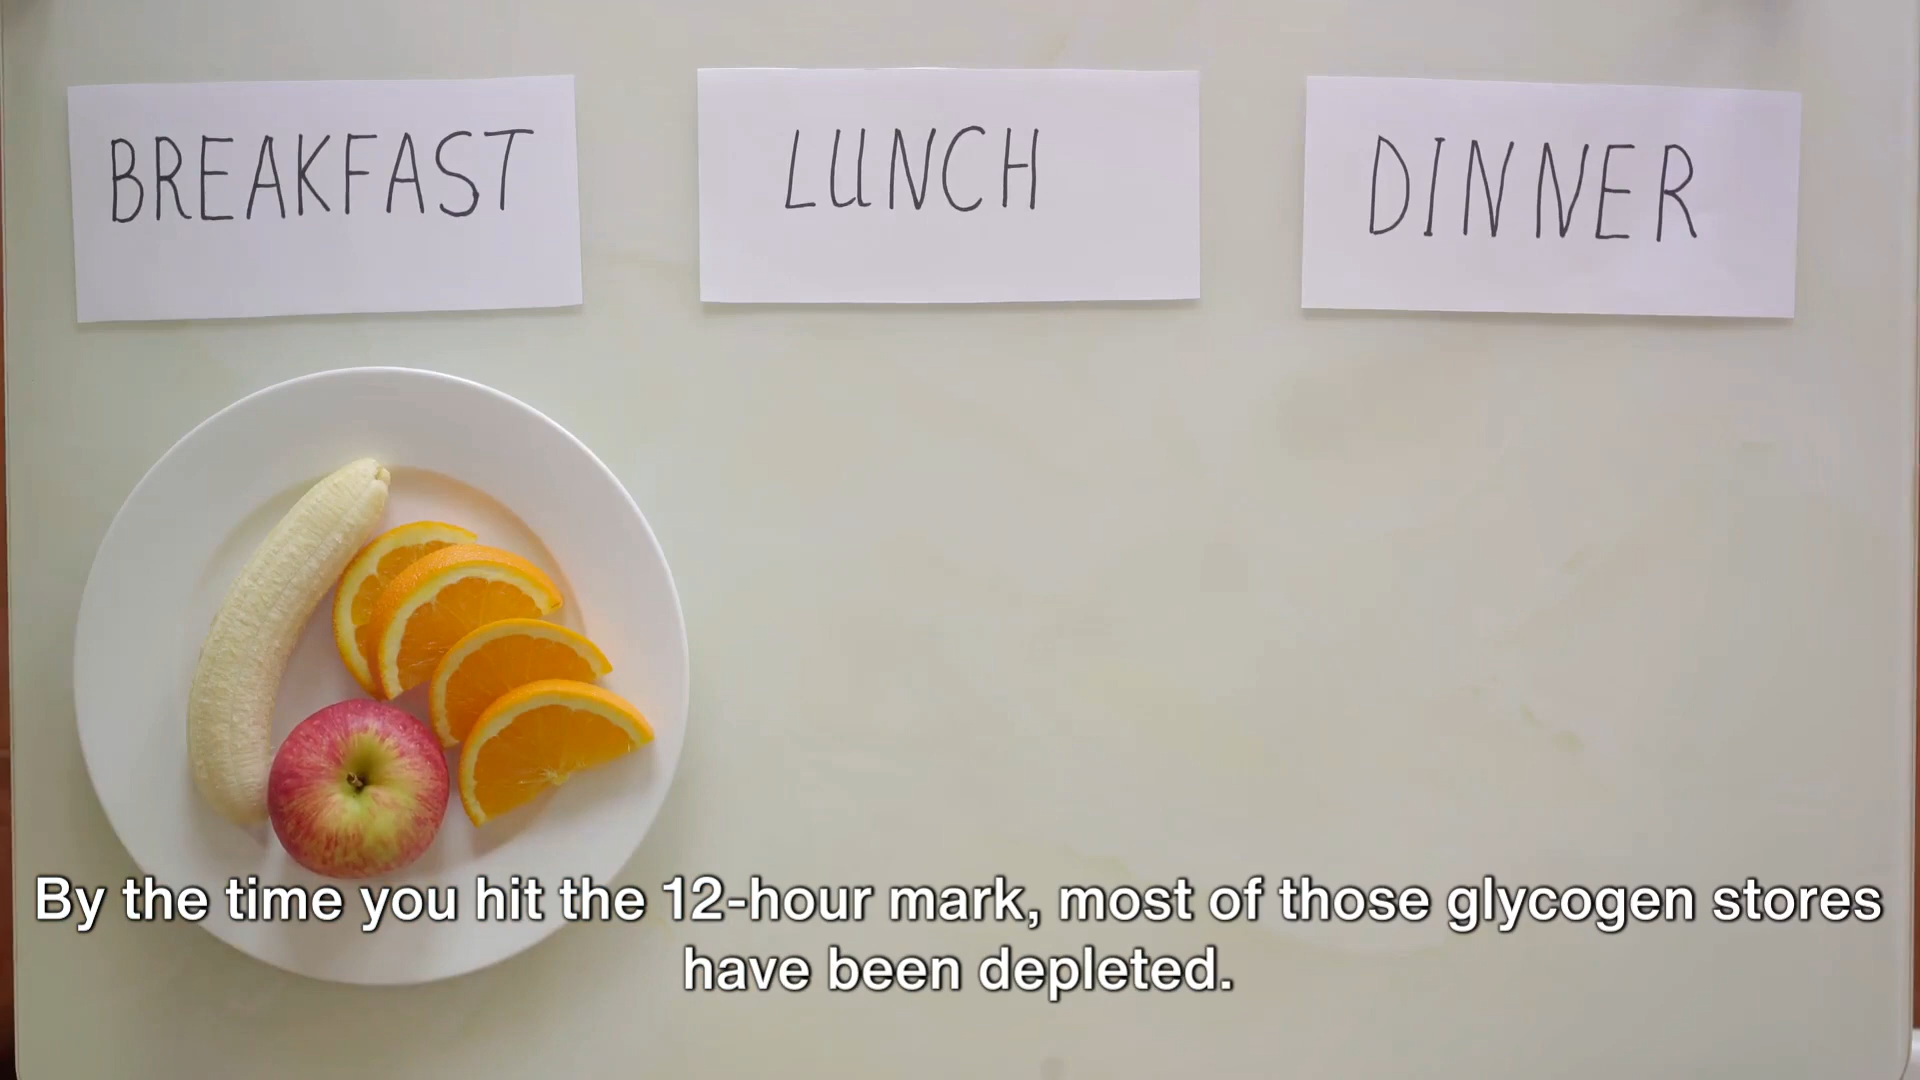 BREAKFAST
LUNCH
DINNER
By the time you hit the 12-hour mark, most of those glycogen stores
have been depleted.